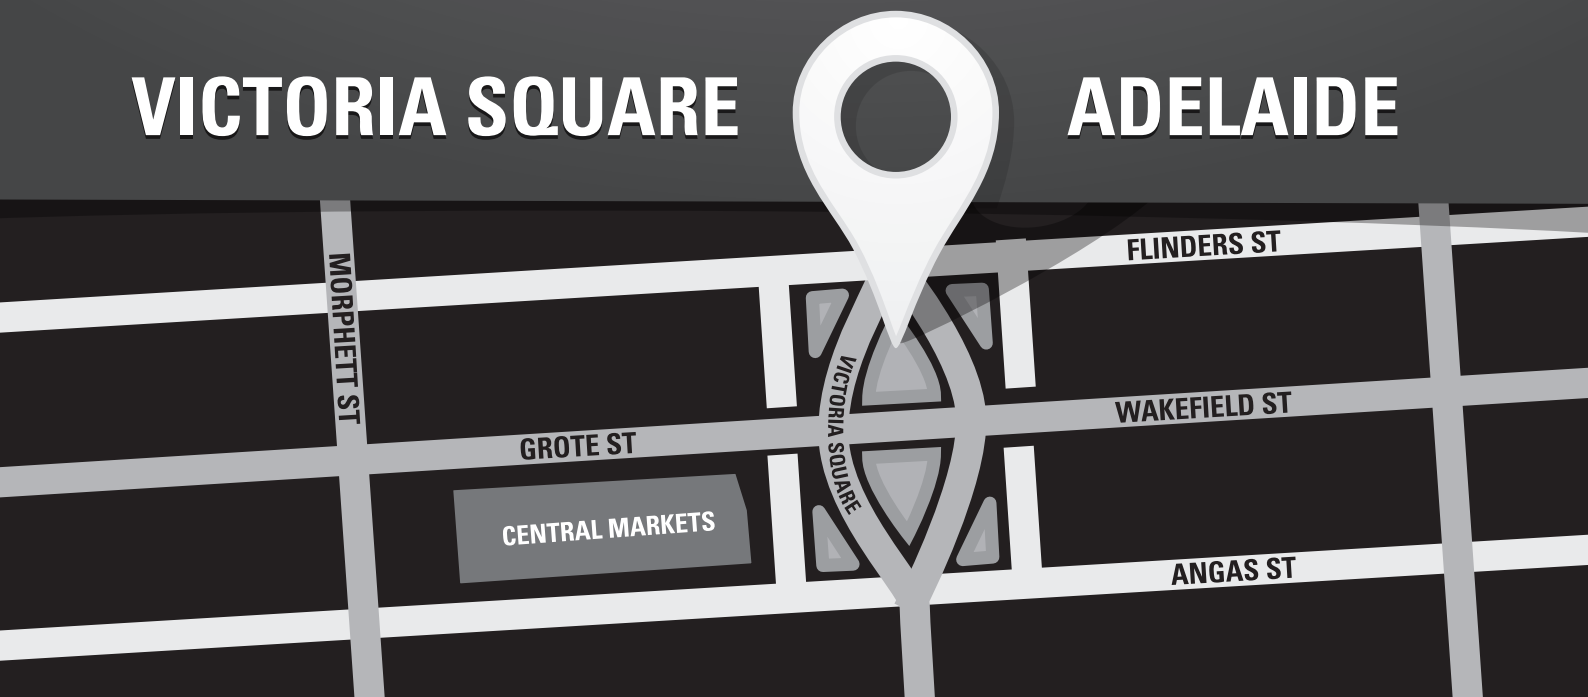 VICTORIA SQUARE
ADELAIDE
FLINDERS ST
MORPHETT ST
VICTORIA SQUARE
WAKEFIELD ST
GROTE ST
CENTRAL MARKETS
ANGAS ST